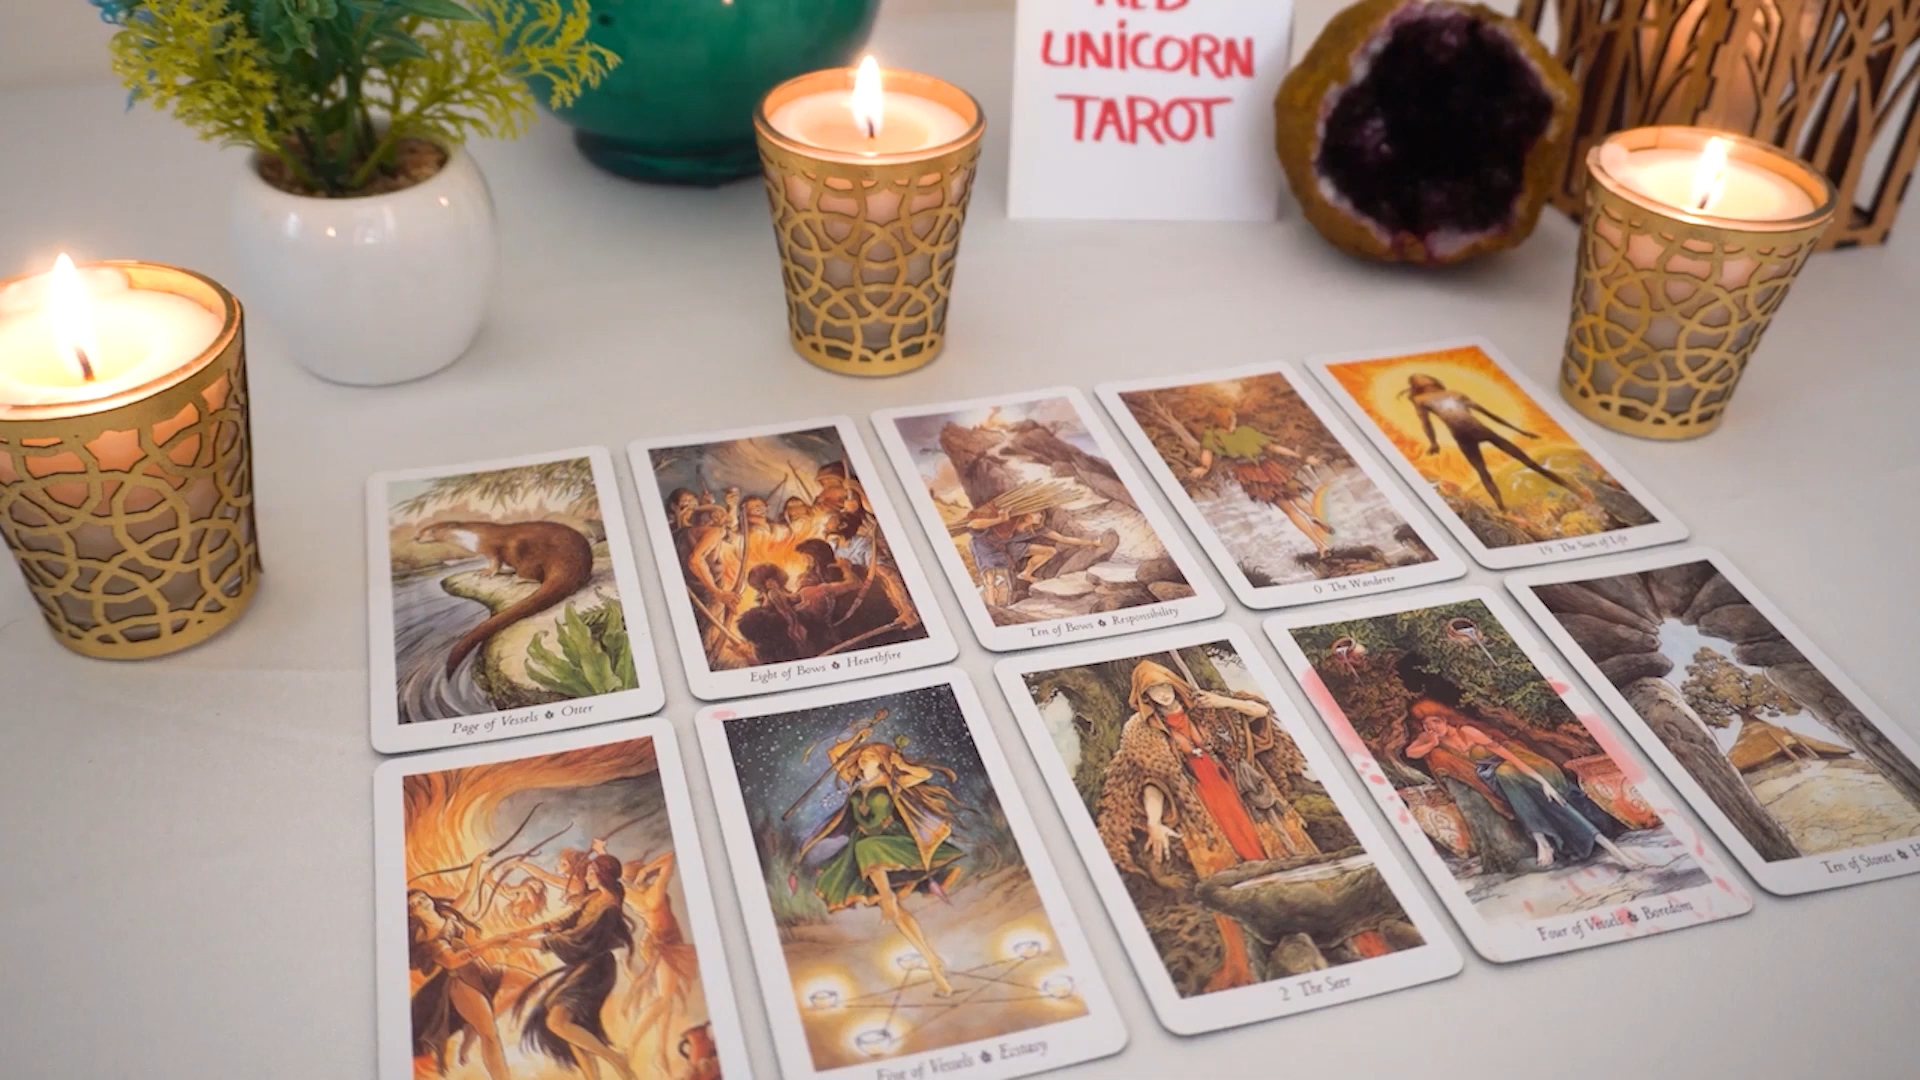 RED
UNICORN
TAROT
19 The Sun of Life
0 The Wanderer
Ten of Bows Responsibility
Eight of Bows Hearthfire
Page of Vessels Otter
Ten of Stones H
Four of Vessels Boredom
2 The Seer
Five of Vessels Ecstasy